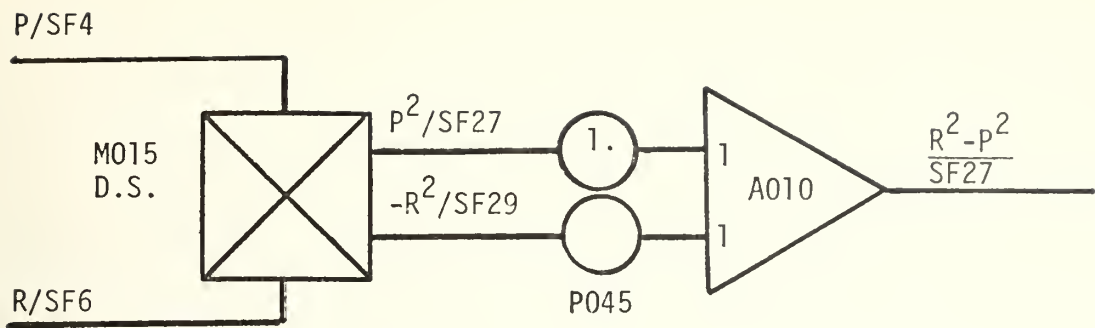 P/SF4
M015
D.S.
P²/SF27
-R²/SF29
R/SF6
1.
P045
1
1
A010
R²-P²
SF27